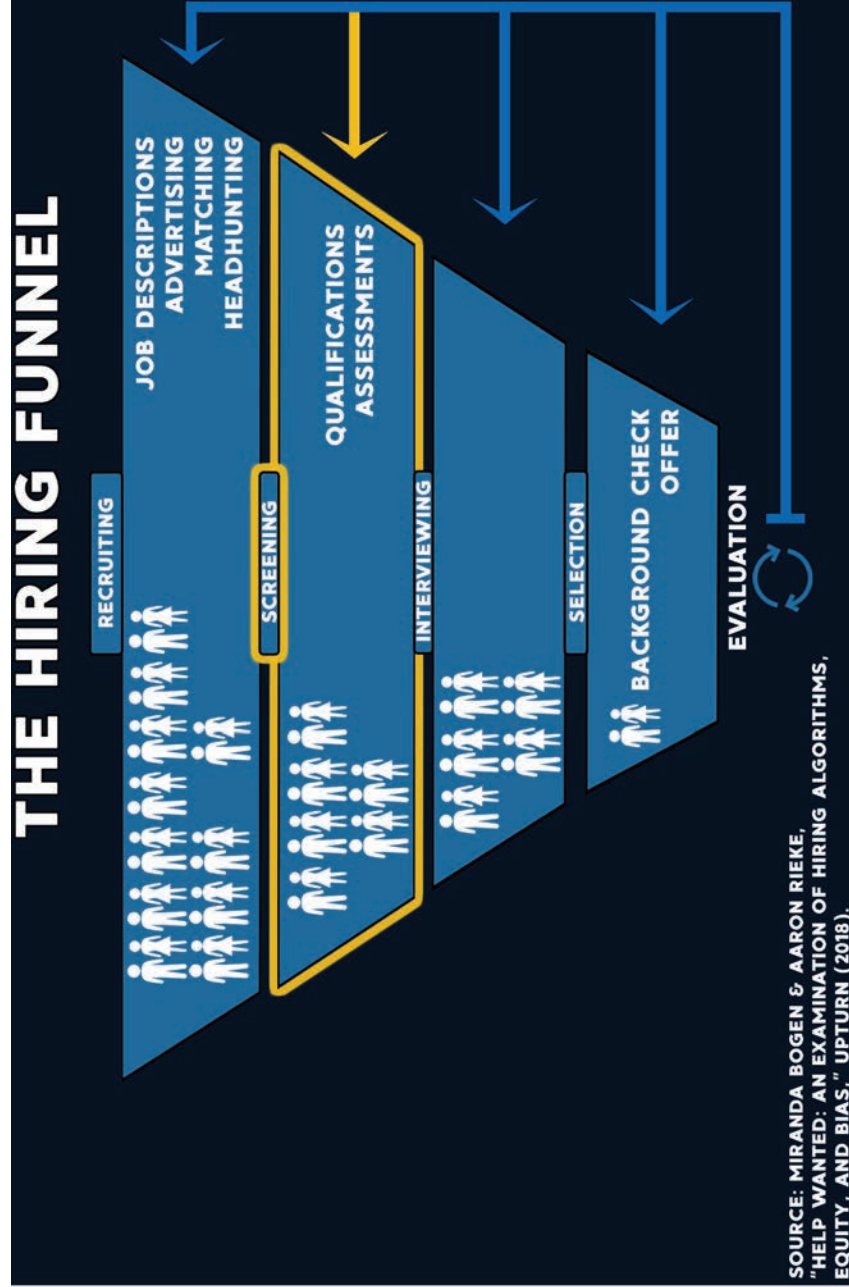 THE HIRING FUNNEL
RECRUITING
JOB DESCRIPTIONS
ADVERTISING
MATCHING
HEADHUNTING
SCREENING
QUALIFICATIONS
ASSESSMENTS
INTERVIEWING
SELECTION
BACKGROUND CHECK
OFFER
EVALUATION
SOURCE: MIRANDA BOGEN & AARON RIEKE,
"HELP WANTED: AN EXAMINATION OF HIRING ALGORITHMS,
EQUITY, AND BIAS," UPTURN (2018).